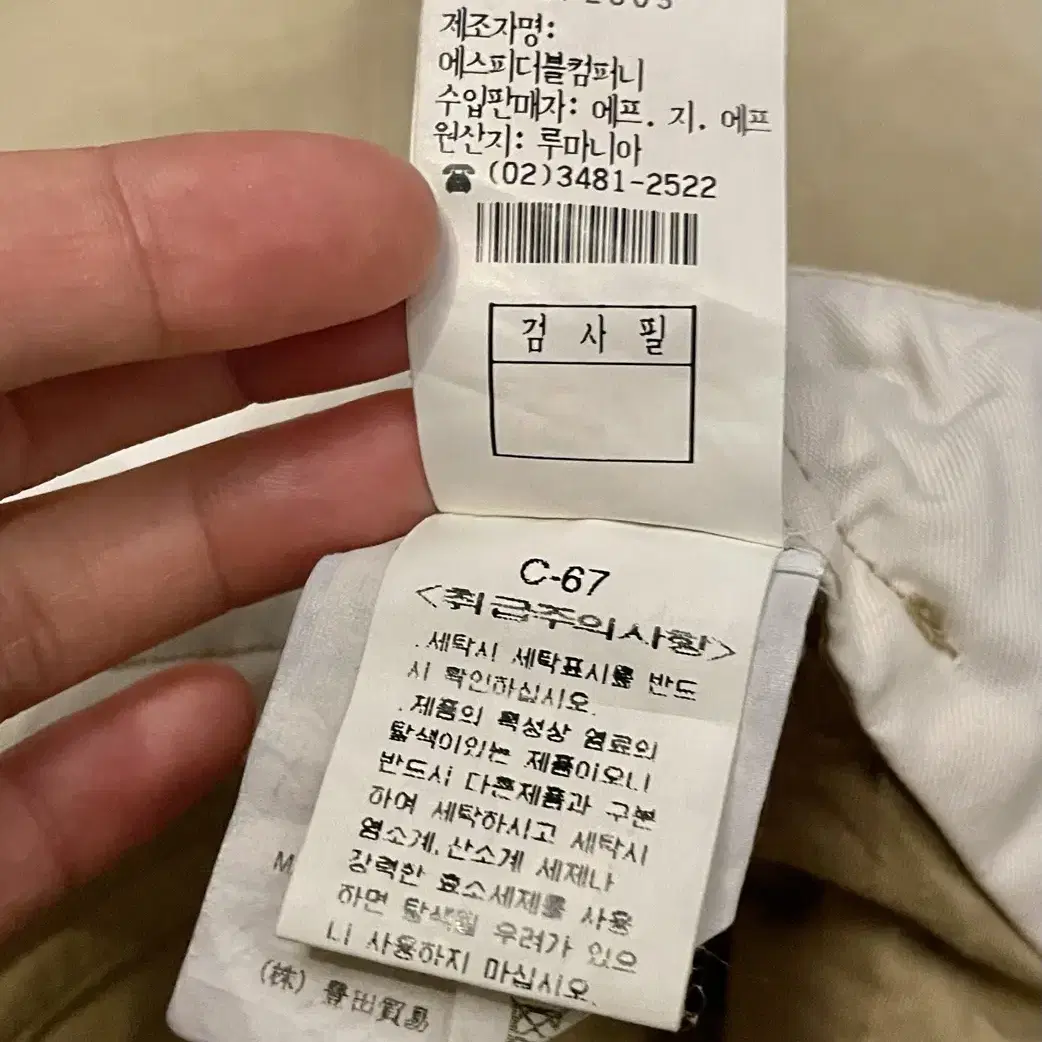 제조자명:
에스피더블컴퍼니
수입판매자: 에프. 지. 에프
원산지: 루마니아
☎ (02)3481-2522
검 사 필
C-67
<취급주의사항>
.세탁시 세탁표시를 반드
시 확인하십시오.
.제품의 특성상 염료의
탈색이있는 제품이오니
반드시 다른제품과 구분
하여 세탁하시고 세탁시
염소계,산소계 세제나
강력한 효소세제를 사용
하면 탈색될 우려가 있으
니 사용하지 마십시오.
M
(株) 豊田貿易